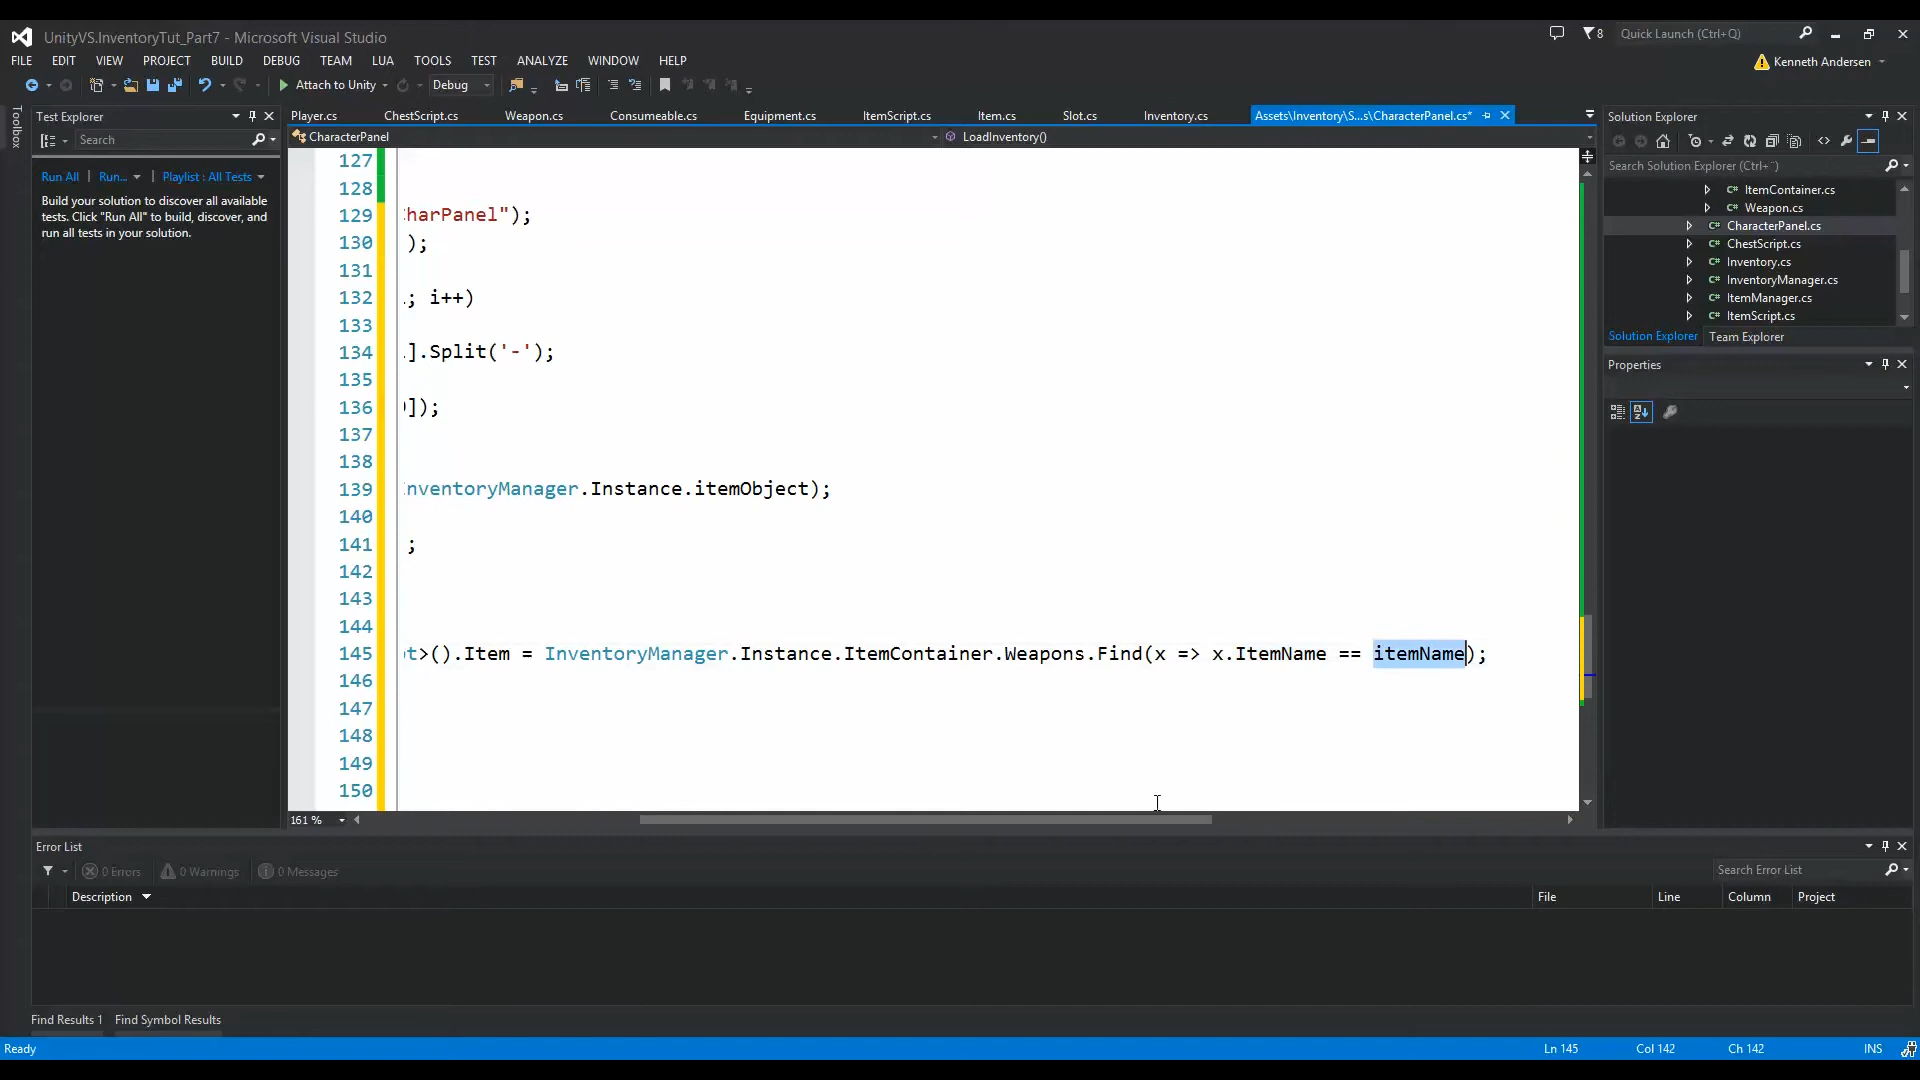 UnityVS.InventoryTut_Part7 - Microsoft Visual Studio
8
Quick Launch (Ctrl+Q)
FILE EDIT VIEW PROJECT BUILD DEBUG TEAM LUA TOOLS TEST ANALYZE WINDOW HELP
Kenneth Andersen
Attach to Unity
Debug
Toolbox
Test Explorer
Search
Run All | Run... | Playlist : All Tests
Build your solution to discover all available
tests. Click "Run All" to build, discover, and
run all tests in your solution.
Player.cs ChestScript.cs Weapon.cs Consumeable.cs Equipment.cs ItemScript.cs Item.cs Slot.cs Inventory.cs Assets\Inventory\S...s\CharacterPanel.cs*
CharacterPanel
LoadInventory()
127
128
129 harPanel");
130 );
131
132 ; i++)
133
134 ].Split('-');
135
136 ]);
137
138
139 nventoryManager.Instance.itemObject);
140
141 ;
142
143
144
145 t>().Item = InventoryManager.Instance.ItemContainer.Weapons.Find(x => x.ItemName == itemName);
146
147
148
149
150
161 %
Solution Explorer
Search Solution Explorer (Ctrl+¨)
C# ItemContainer.cs
C# Weapon.cs
C# CharacterPanel.cs
C# ChestScript.cs
C# Inventory.cs
C# InventoryManager.cs
C# ItemManager.cs
C# ItemScript.cs
Solution Explorer Team Explorer
Properties
Error List
0 Errors 0 Warnings 0 Messages
Search Error List
Description File Line Column Project
Find Results 1 Find Symbol Results
Ready Ln 145 Col 142 Ch 142 INS